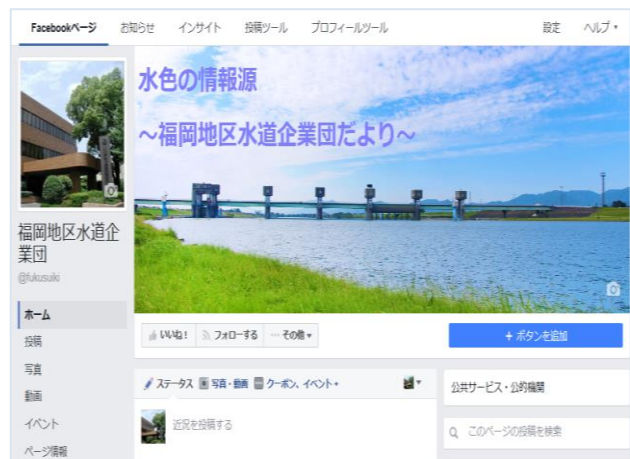 Facebookページ お知らせ インサイト 投稿ツール プロフィールツール 設定 ヘルプ
水色の情報源
～福岡地区水道企業団だより～
福岡地区水道企
業団
@fukusuiki
ホーム
投稿
写真
動画
イベント
ページ情報
いいね！ フォローする … その他
+ ボタンを追加
ステータス 写真・動画 クーポン、イベント+
近況を投稿する
公共サービス・公的機関
このページの投稿を検索